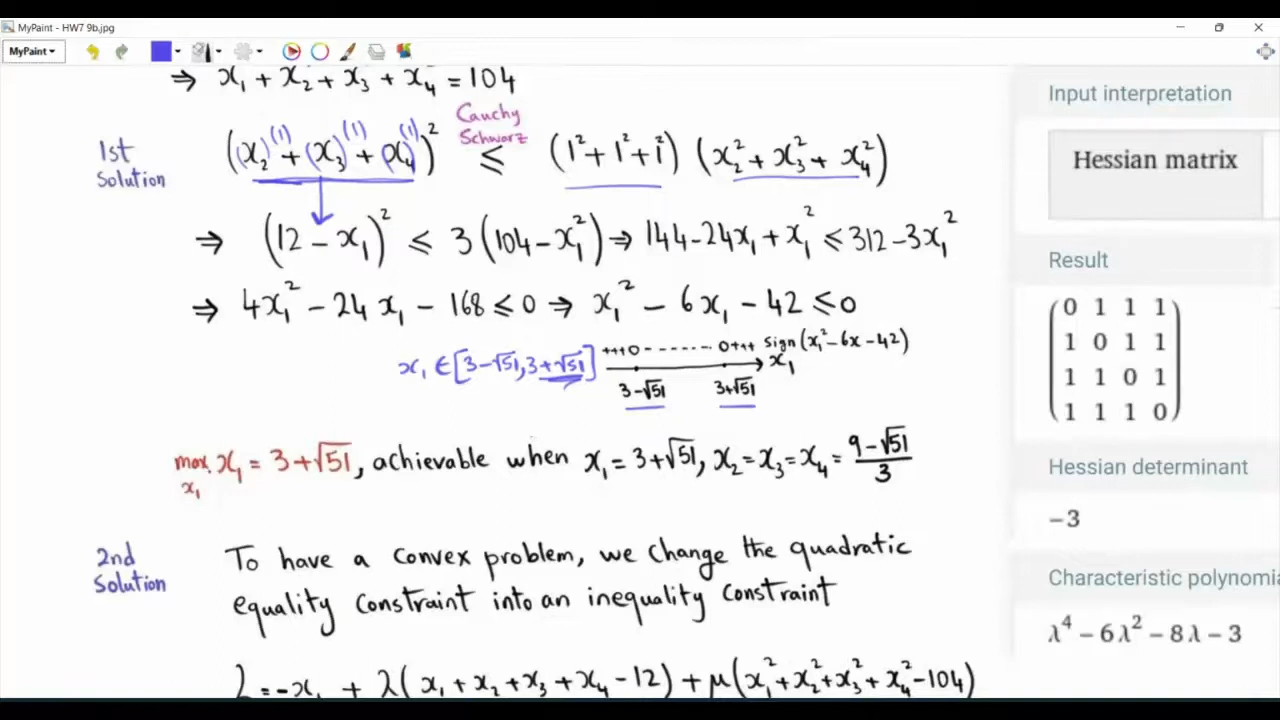 MyPaint - HW7 9b.jpg
MyPaint
⇒ x₁ + x₂ + x₃ + x₄ = 104
1st Solution
(x₂⁽¹⁾ + (x₃)⁽¹⁾ + (x₄)⁽¹⁾)² ≤ (1² + 1² + 1²) (x₂² + x₃² + x₄²)
Cauchy Schwarz
⇒ (12 - x₁)² ≤ 3 (104 - x₁²) ⇒ 144 - 24x₁ + x₁² ≤ 312 - 3x₁²
⇒ 4x₁² - 24x₁ - 168 ≤ 0 ⇒ x₁² - 6x₁ - 42 ≤ 0
x₁ ∈ [3-√51, 3+√51]
+++0 - - - - - - - 0+++ sign(x₁² - 6x - 42)
x₁
3-√51 3+√51
max x₁ = 3+√51, achievable when x₁ = 3+√51, x₂ = x₃ = x₄ = (9-√51)/3
x₁
2nd Solution
To have a convex problem, we change the quadratic
equality constraint into an inequality constraint
L = -x₁ + λ(x₁ + x₂ + x₃ + x₄ - 12) + μ(x₁² + x₂² + x₃² + x₄² - 104)
Input interpretation
Hessian matrix
Result
0 1 1 1
1 0 1 1
1 1 0 1
1 1 1 0
Hessian determinant
-3
Characteristic polynomia
λ⁴ - 6λ² - 8λ - 3